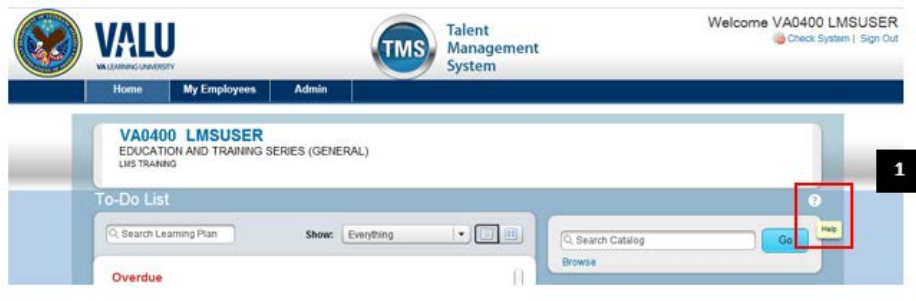 VALU
VA LEARNING UNIVERSITY
TMS
Talent
Management
System
Welcome VA0400 LMSUSER
Check System | Sign Out
Home My Employees Admin
VA0400 LMSUSER
EDUCATION AND TRAINING SERIES (GENERAL)
LMS TRAINING
1
To-Do List
?
Help
Search Learning Plan Show: Everything
Search Catalog Go
Browse
Overdue